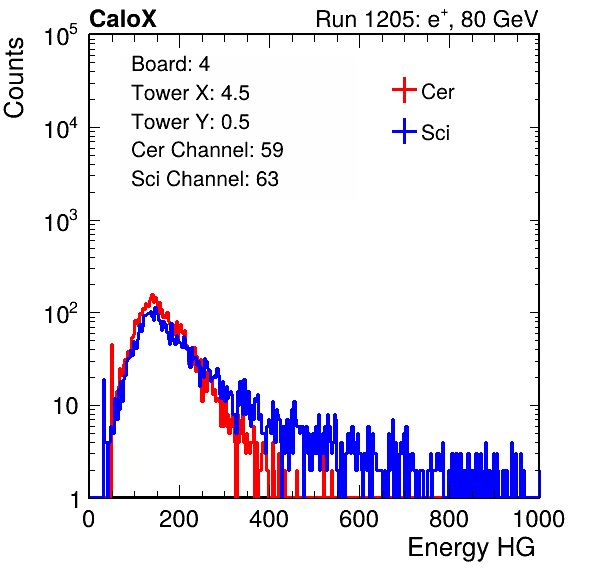 CaloX Run 1205: e⁺, 80 GeV
Counts
10⁵
10⁴
10³
10²
10
1
Board: 4
Tower X: 4.5
Tower Y: 0.5
Cer Channel: 59
Sci Channel: 63
Cer
Sci
0 200 400 600 800 1000
Energy HG